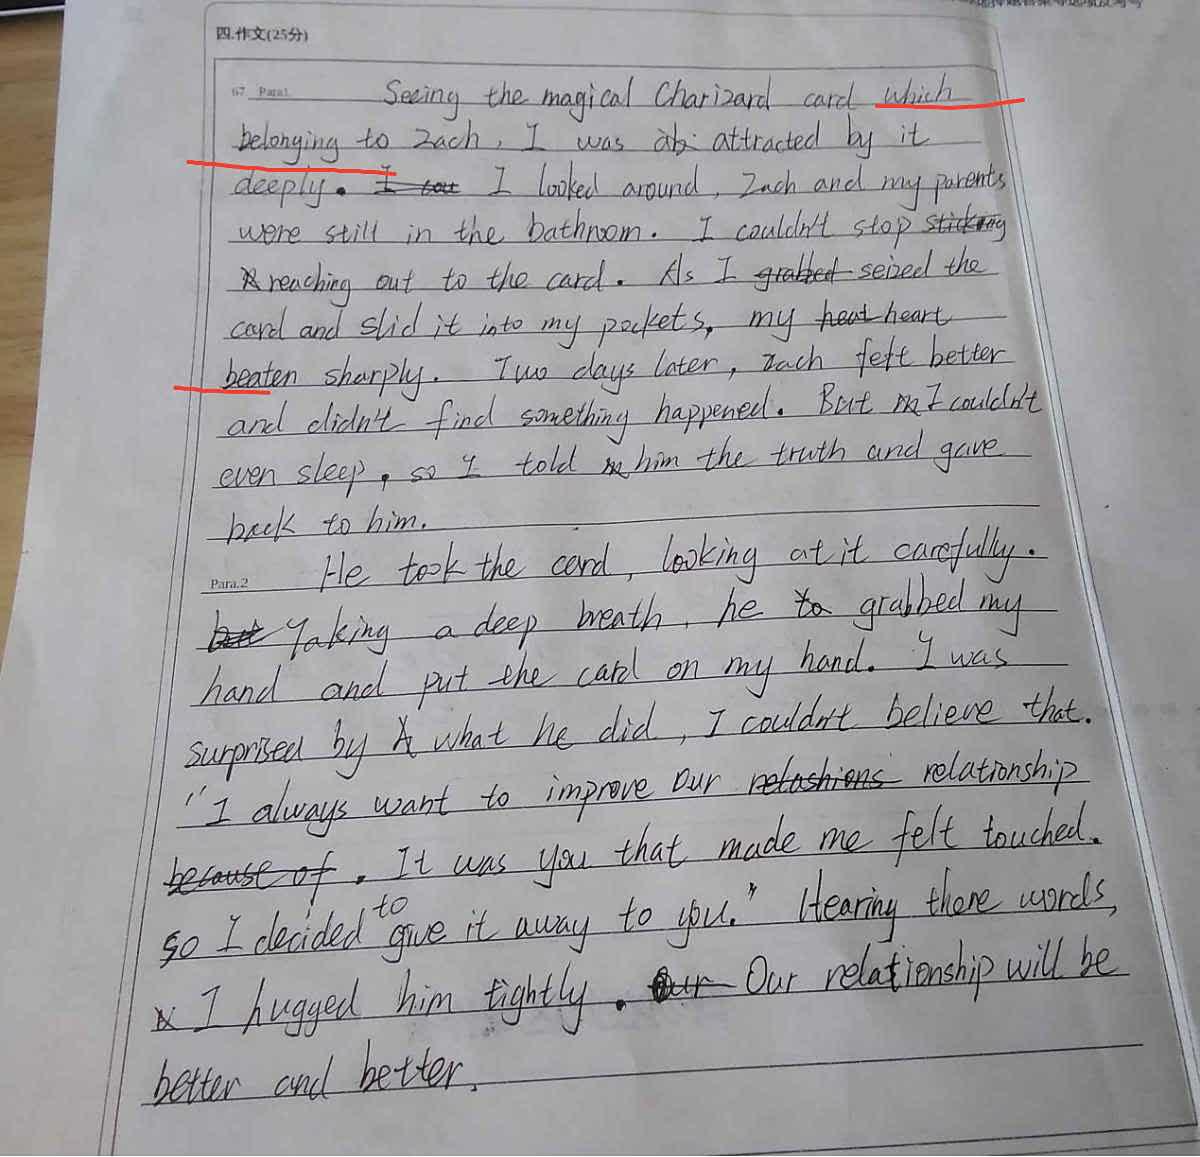 四.作文(25分)
67. Para1. Seeing the magical Charizard card which
belonging to Zach, I was attracted by it
deeply. I looked around, Zach and my parents
were still in the bathroom. I couldn't stop sticking
reaching out to the card. As I grabbed seized the
card and slid it into my pockets, my heat heart
beaten sharply. Two days later, Zach felt better
and didn't find something happened. But I couldn't
even sleep, so I told him the truth and gave
back to him.
Para.2 He took the card, looking at it carefully.
but Taking a deep breath, he to grabbed my
hand and put the card on my hand. I was
surprised by what he did, I couldn't believe that.
"I always want to improve our relashions relationship
because of. It was you that made me felt touched.
so I decided to give it away to you." Hearing there words,
I hugged him tightly. Our Our relationship will be
better and better.